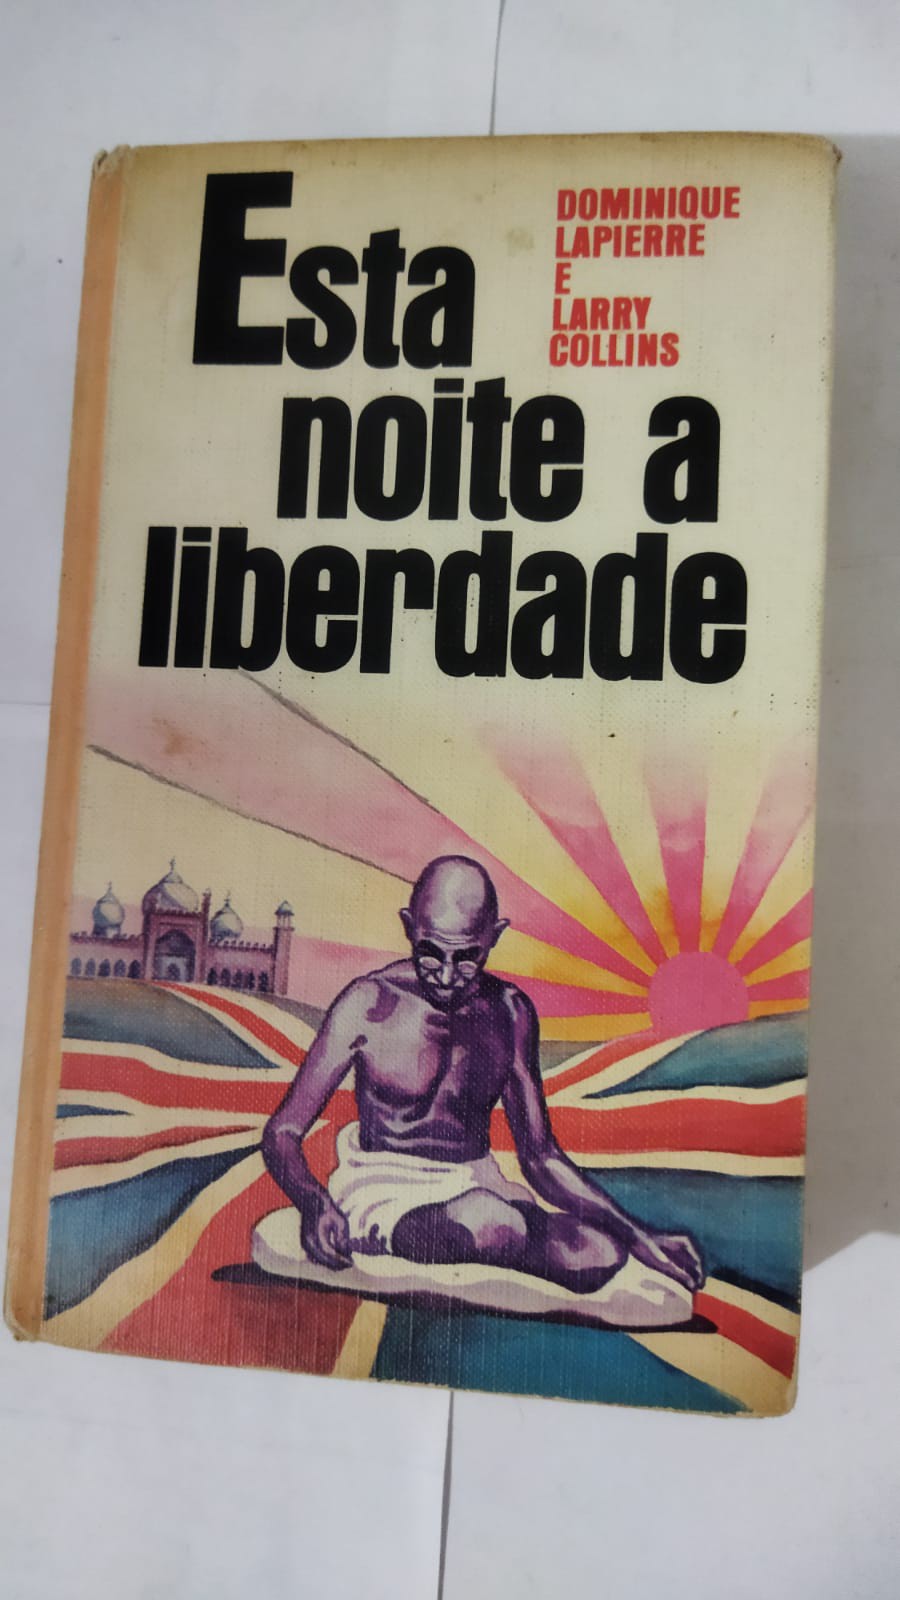 Esta
noite a
liberdade
DOMINIQUE
LAPIERRE
E
LARRY
COLLINS